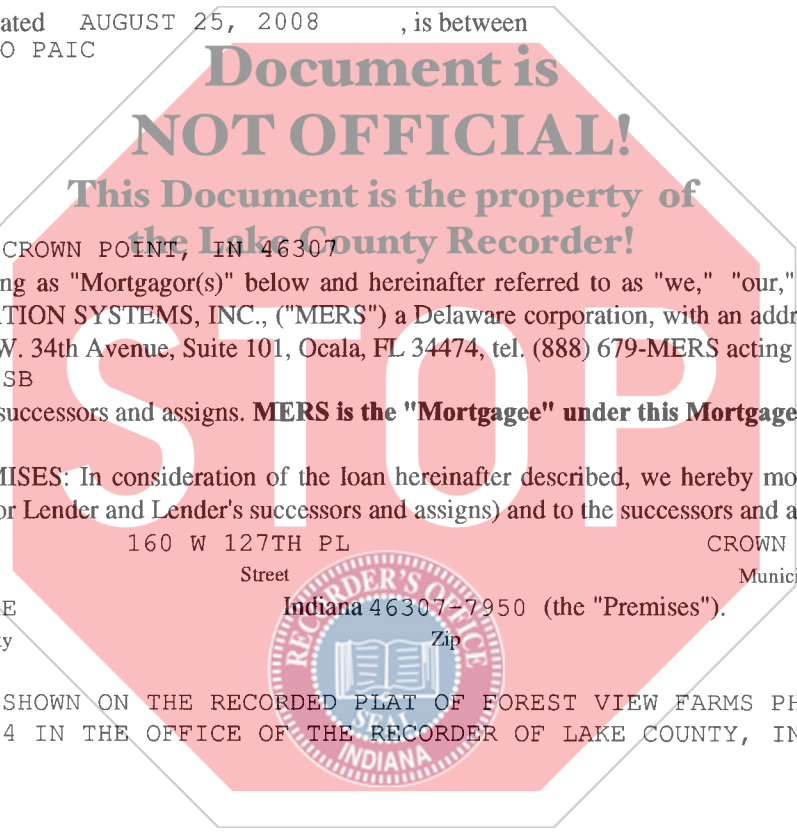 ated AUGUST 25, 2008 , is between
O PAIC
Document is
NOT OFFICIAL!
This Document is the property of
the Lake County Recorder!
CROWN POINT, IN 46307
ng as "Mortgagor(s)" below and hereinafter referred to as "we," "our,"
ATION SYSTEMS, INC., ("MERS") a Delaware corporation, with an addr
W. 34th Avenue, Suite 101, Ocala, FL 34474, tel. (888) 679-MERS acting
SB
successors and assigns. MERS is the "Mortgagee" under this Mortgage
STOP
MISES: In consideration of the loan hereinafter described, we hereby mo
or Lender and Lender's successors and assigns) and to the successors and a
160 W 127TH PL CROWN
Street Munici
E Indiana 46307-7950 (the "Premises").
ty Zip
RECORDER'S OFFICE
SEAL
INDIANA
SHOWN ON THE RECORDED PLAT OF FOREST VIEW FARMS PH
4 IN THE OFFICE OF THE RECORDER OF LAKE COUNTY, IN